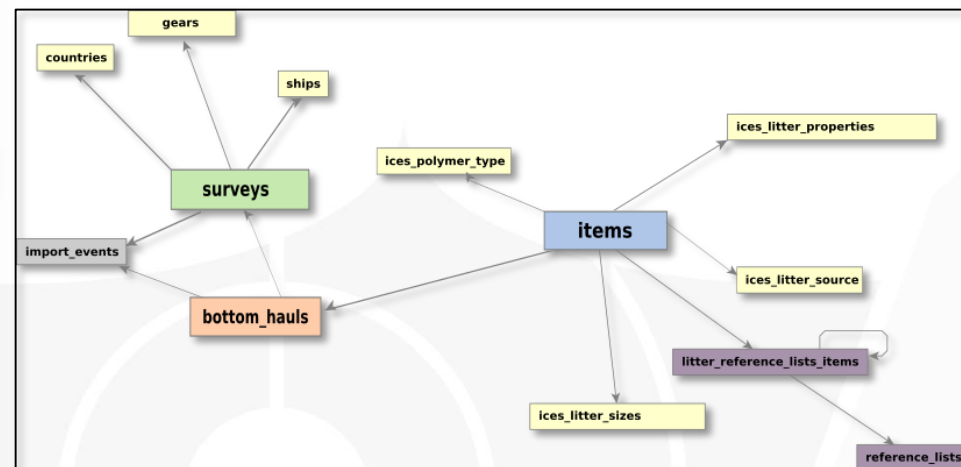 gears
countries
ships
ices_litter_properties
ices_polymer_type
surveys
items
import_events
ices_litter_source
bottom_hauls
litter_reference_lists_items
ices_litter_sizes
reference_lists